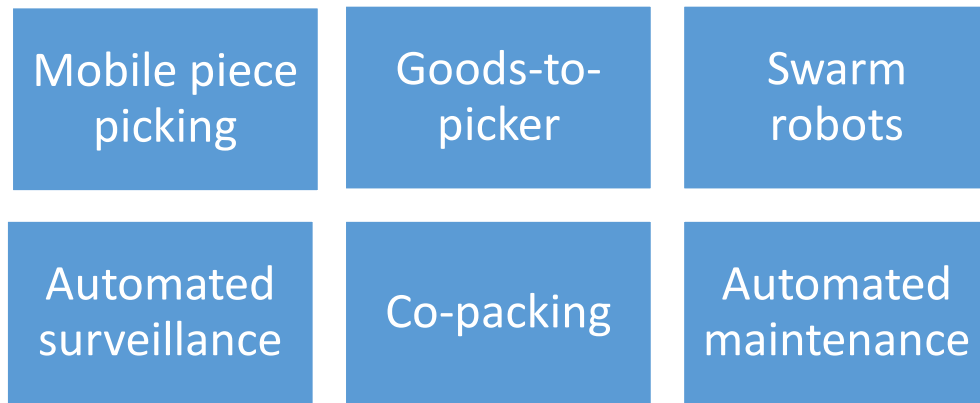 Mobile piece
picking
Goods-to-
picker
Swarm
robots
Automated
surveillance
Co-packing
Automated
maintenance